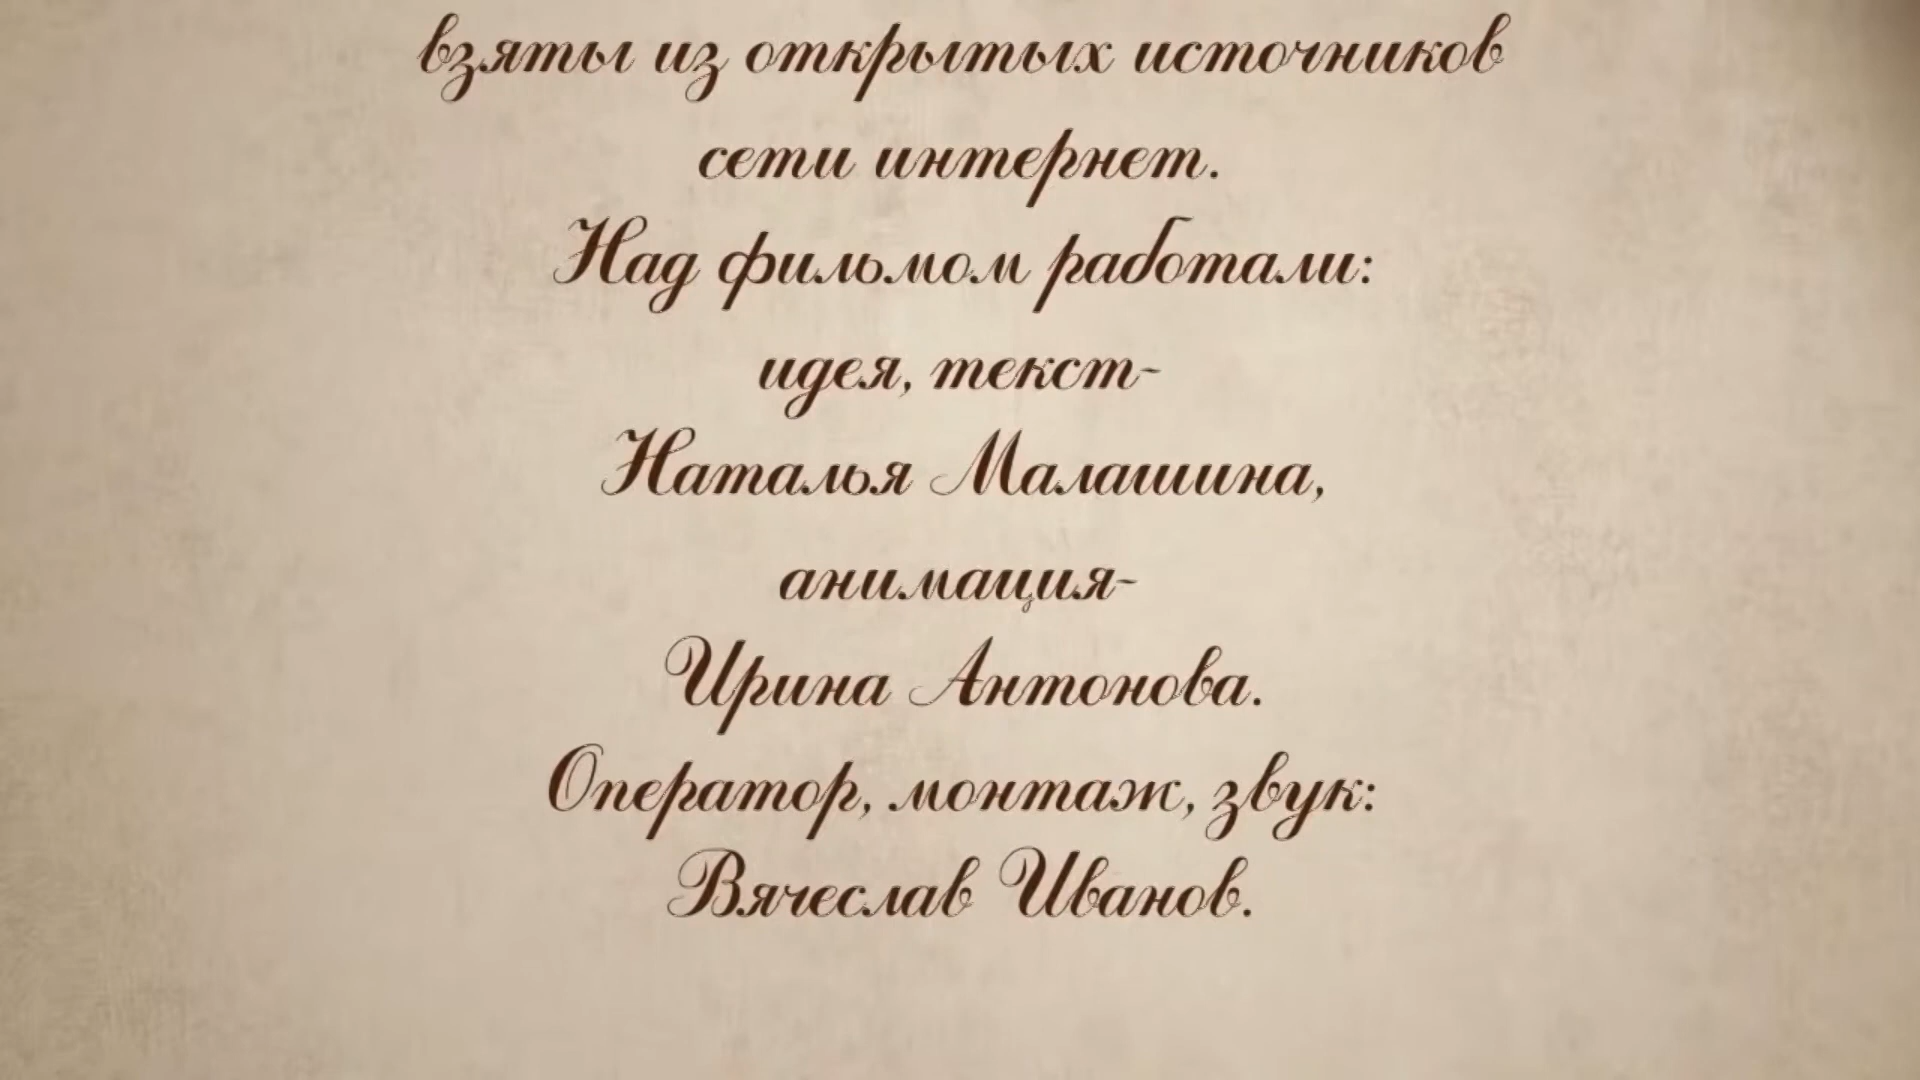 взяты из открытых источников
сети интернет.
Над фильмом работали:
идея, текст-
Наталья Малашина,
анимация-
Ирина Антонова.
Оператор, монтаж, звук:
Вячеслав Иванов.